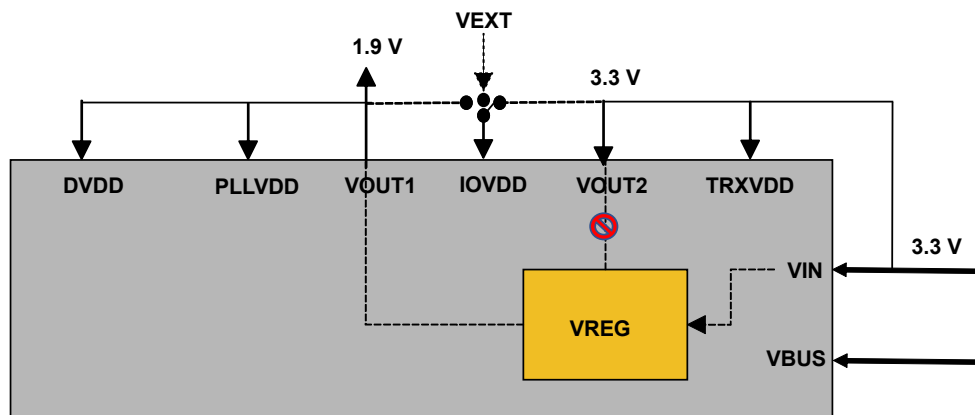 VEXT
1.9 V
3.3 V
DVDD
PLLVDD
VOUT1
IOVDD
VOUT2
TRXVDD
3.3 V
VIN
VREG
VBUS